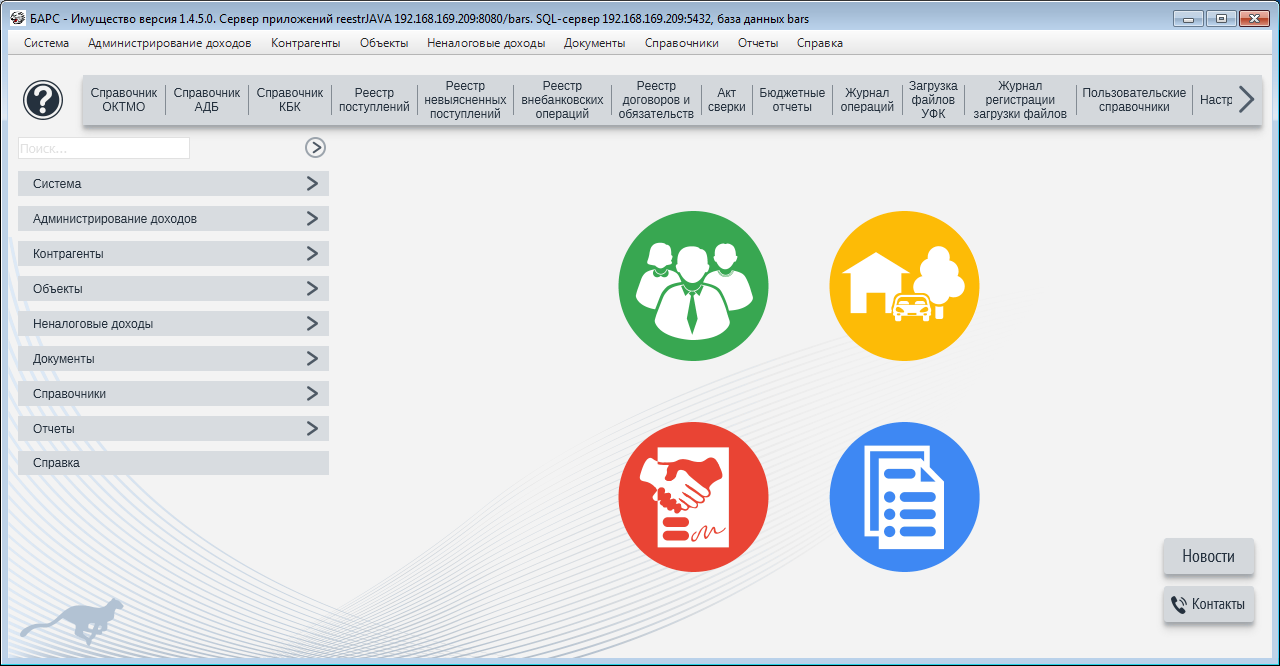 БАРС - Имущество версия 1.4.5.0. Сервер приложений reestrJAVA 192.168.169.209:8080/bars. SQL-сервер 192.168.169.209:5432, база данных bars
Система Администрирование доходов Контрагенты Объекты Неналоговые доходы Документы Справочники Отчеты Справка
?
Справочник
ОКТМО
Справочник
АДБ
Справочник
КБК
Реестр
поступлений
Реестр
невыясненных
поступлений
Реестр
внебанковских
операций
Реестр
договоров и
обязательств
Акт
сверки
Бюджетные
отчеты
Журнал
операций
Загрузка
файлов
УФК
Журнал
регистрации
загрузки файлов
Пользовательские
справочники
Настр
Поиск...
Система
Администрирование доходов
Контрагенты
Объекты
Неналоговые доходы
Документы
Справочники
Отчеты
Справка
Новости
Контакты